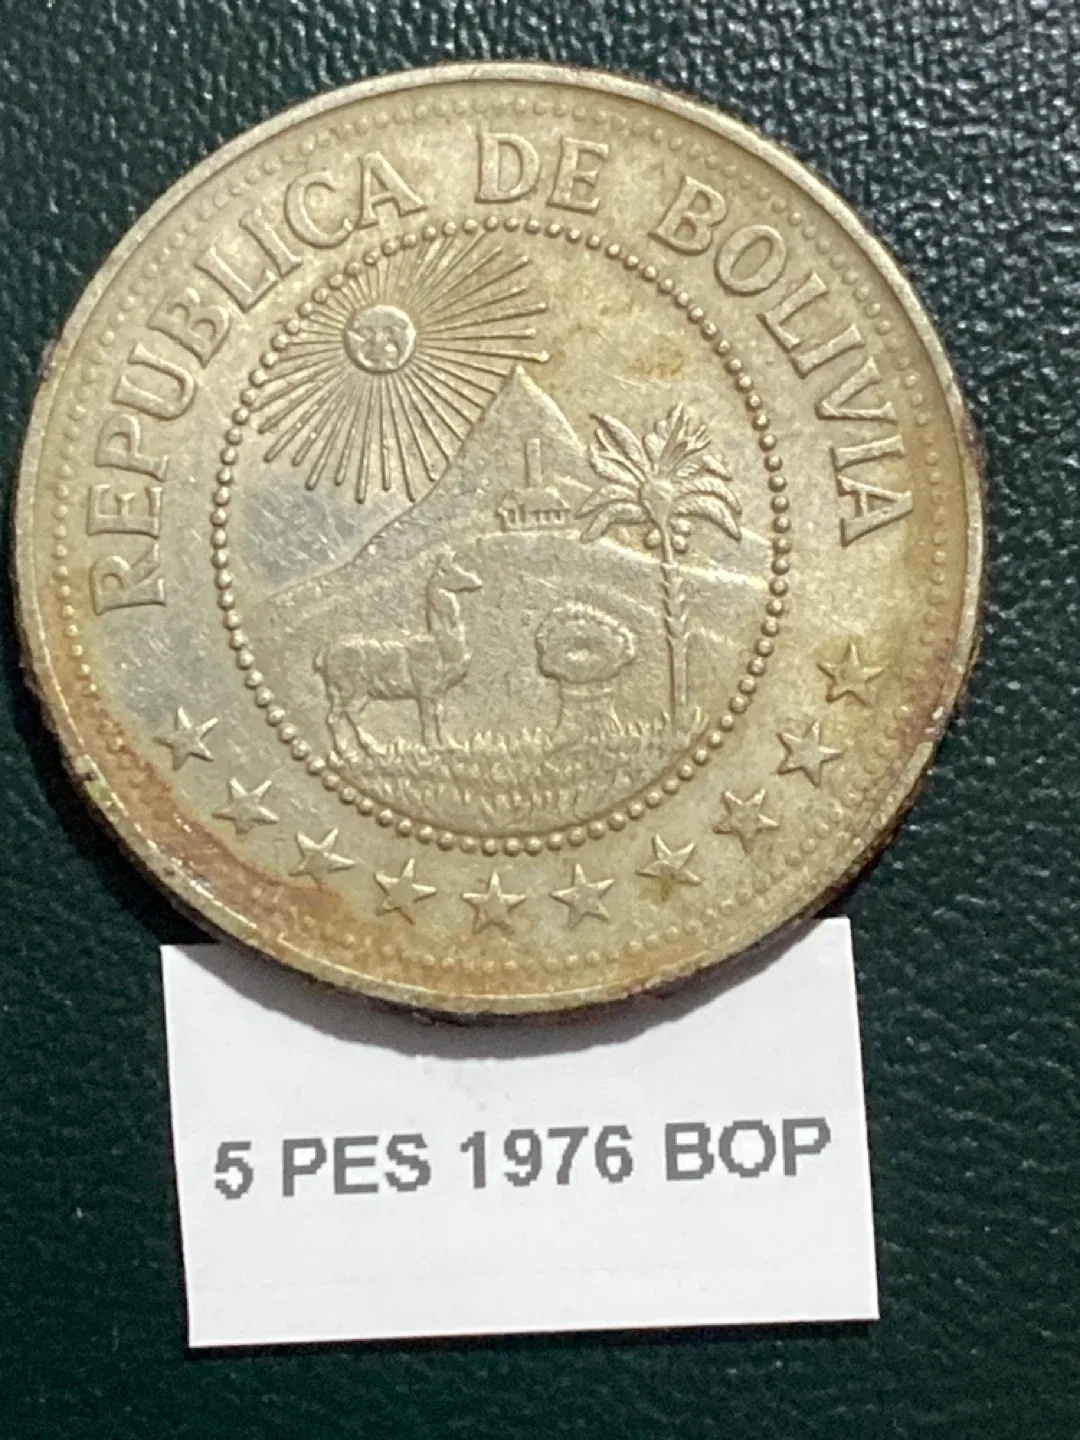 REPUBLICA DE BOLIVIA
5 PES 1976 BOP